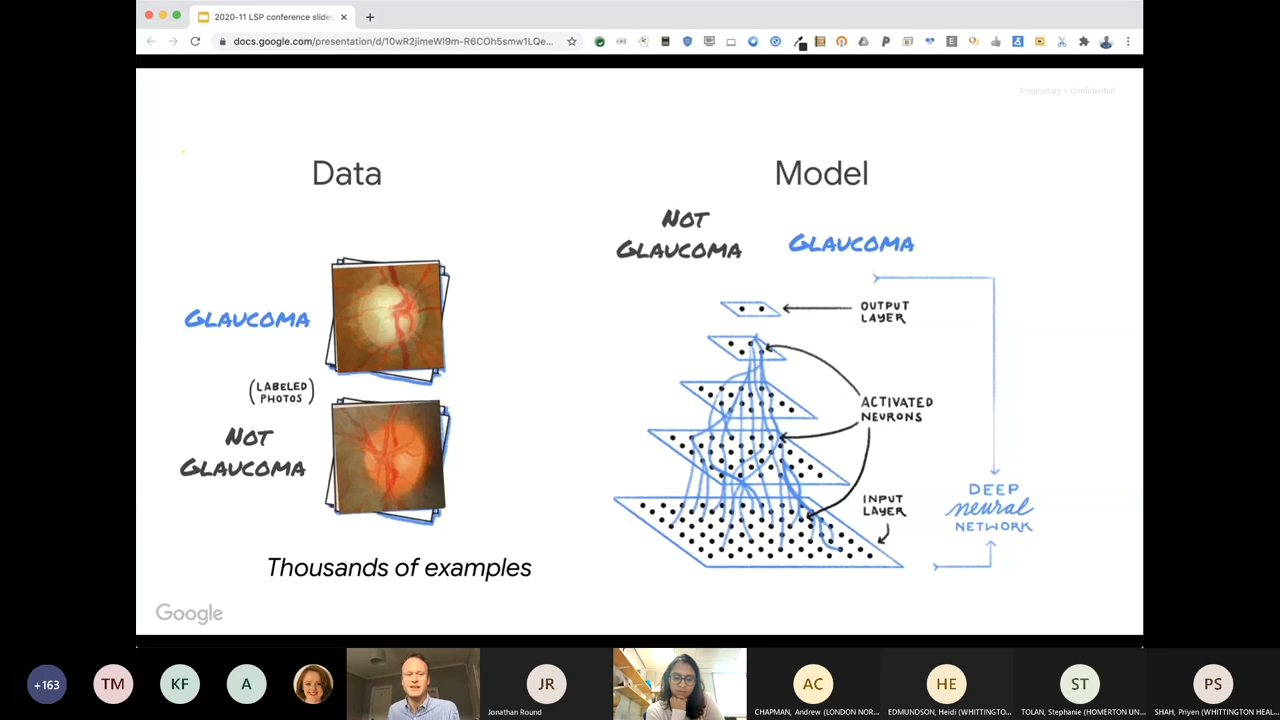 2020-11 LSP conference slides
docs.google.com/presentation/d/10wR2jimeWl9m-R6COh5smw1LQe...
Proprietary + Confidential
Data
Model
NOT
GLAUCOMA
GLAUCOMA
GLAUCOMA
(LABELED
PHOTOS)
NOT
GLAUCOMA
Thousands of examples
OUTPUT
LAYER
ACTIVATED
NEURONS
INPUT
LAYER
DEEP
neural
NETWORK
Google
+163
TM
KF
A
JR
Jonathan Round
AC
CHAPMAN, Andrew (LONDON NOR...
HE
EDMUNDSON, Heidi (WHITTINGTO...
ST
TOLAN, Stephanie (HOMERTON UN...
PS
SHAH, Priyen (WHITTINGTON HEAL...